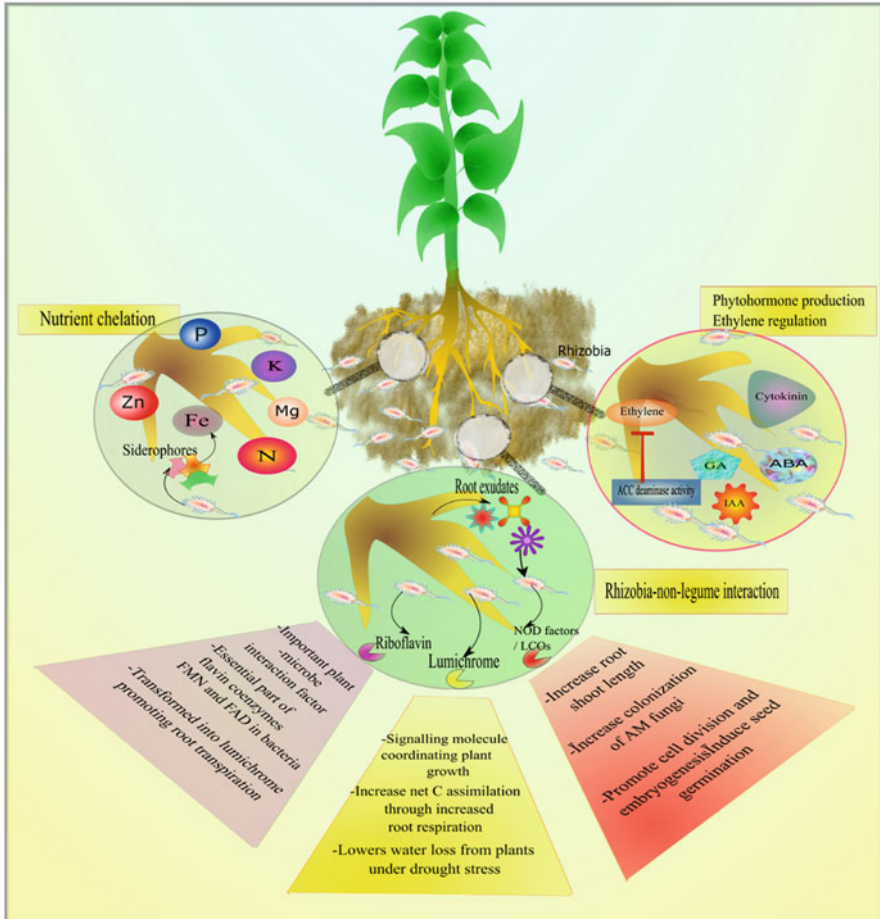 Nutrient chelation
P
K
Zn
Fe
Mg
N
Siderophores
Rhizobia
Phytohormone production
Ethylene regulation
Ethylene
Cytokinin
GA
ABA
ACC deaminase activity
IAA
Root exudates
Riboflavin
Lumichrome
NOD factors
/ LCOs
Rhizobia-non-legume interaction
-Important plant
-microbe
interaction factor
-Essential part of
flavin coenzymes
FMN and FAD in bacteria
-Transformed into lumichrome
promoting root transpiration
-Signalling molecule
coordinating plant
growth
-Increase net C assimilation
through increased
root respiration
-Lowers water loss from plants
under drought stress
-Increase root
shoot length
-Increase colonization
of AM fungi
-Promote cell division and
embryogenesisInduce seed
germination